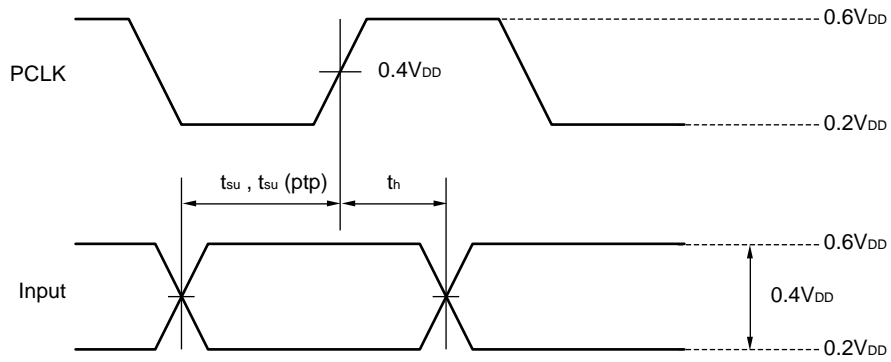 0.6VDD
PCLK
0.4VDD
0.2VDD
tsu , tsu (ptp)
th
0.6VDD
Input
0.4VDD
0.2VDD